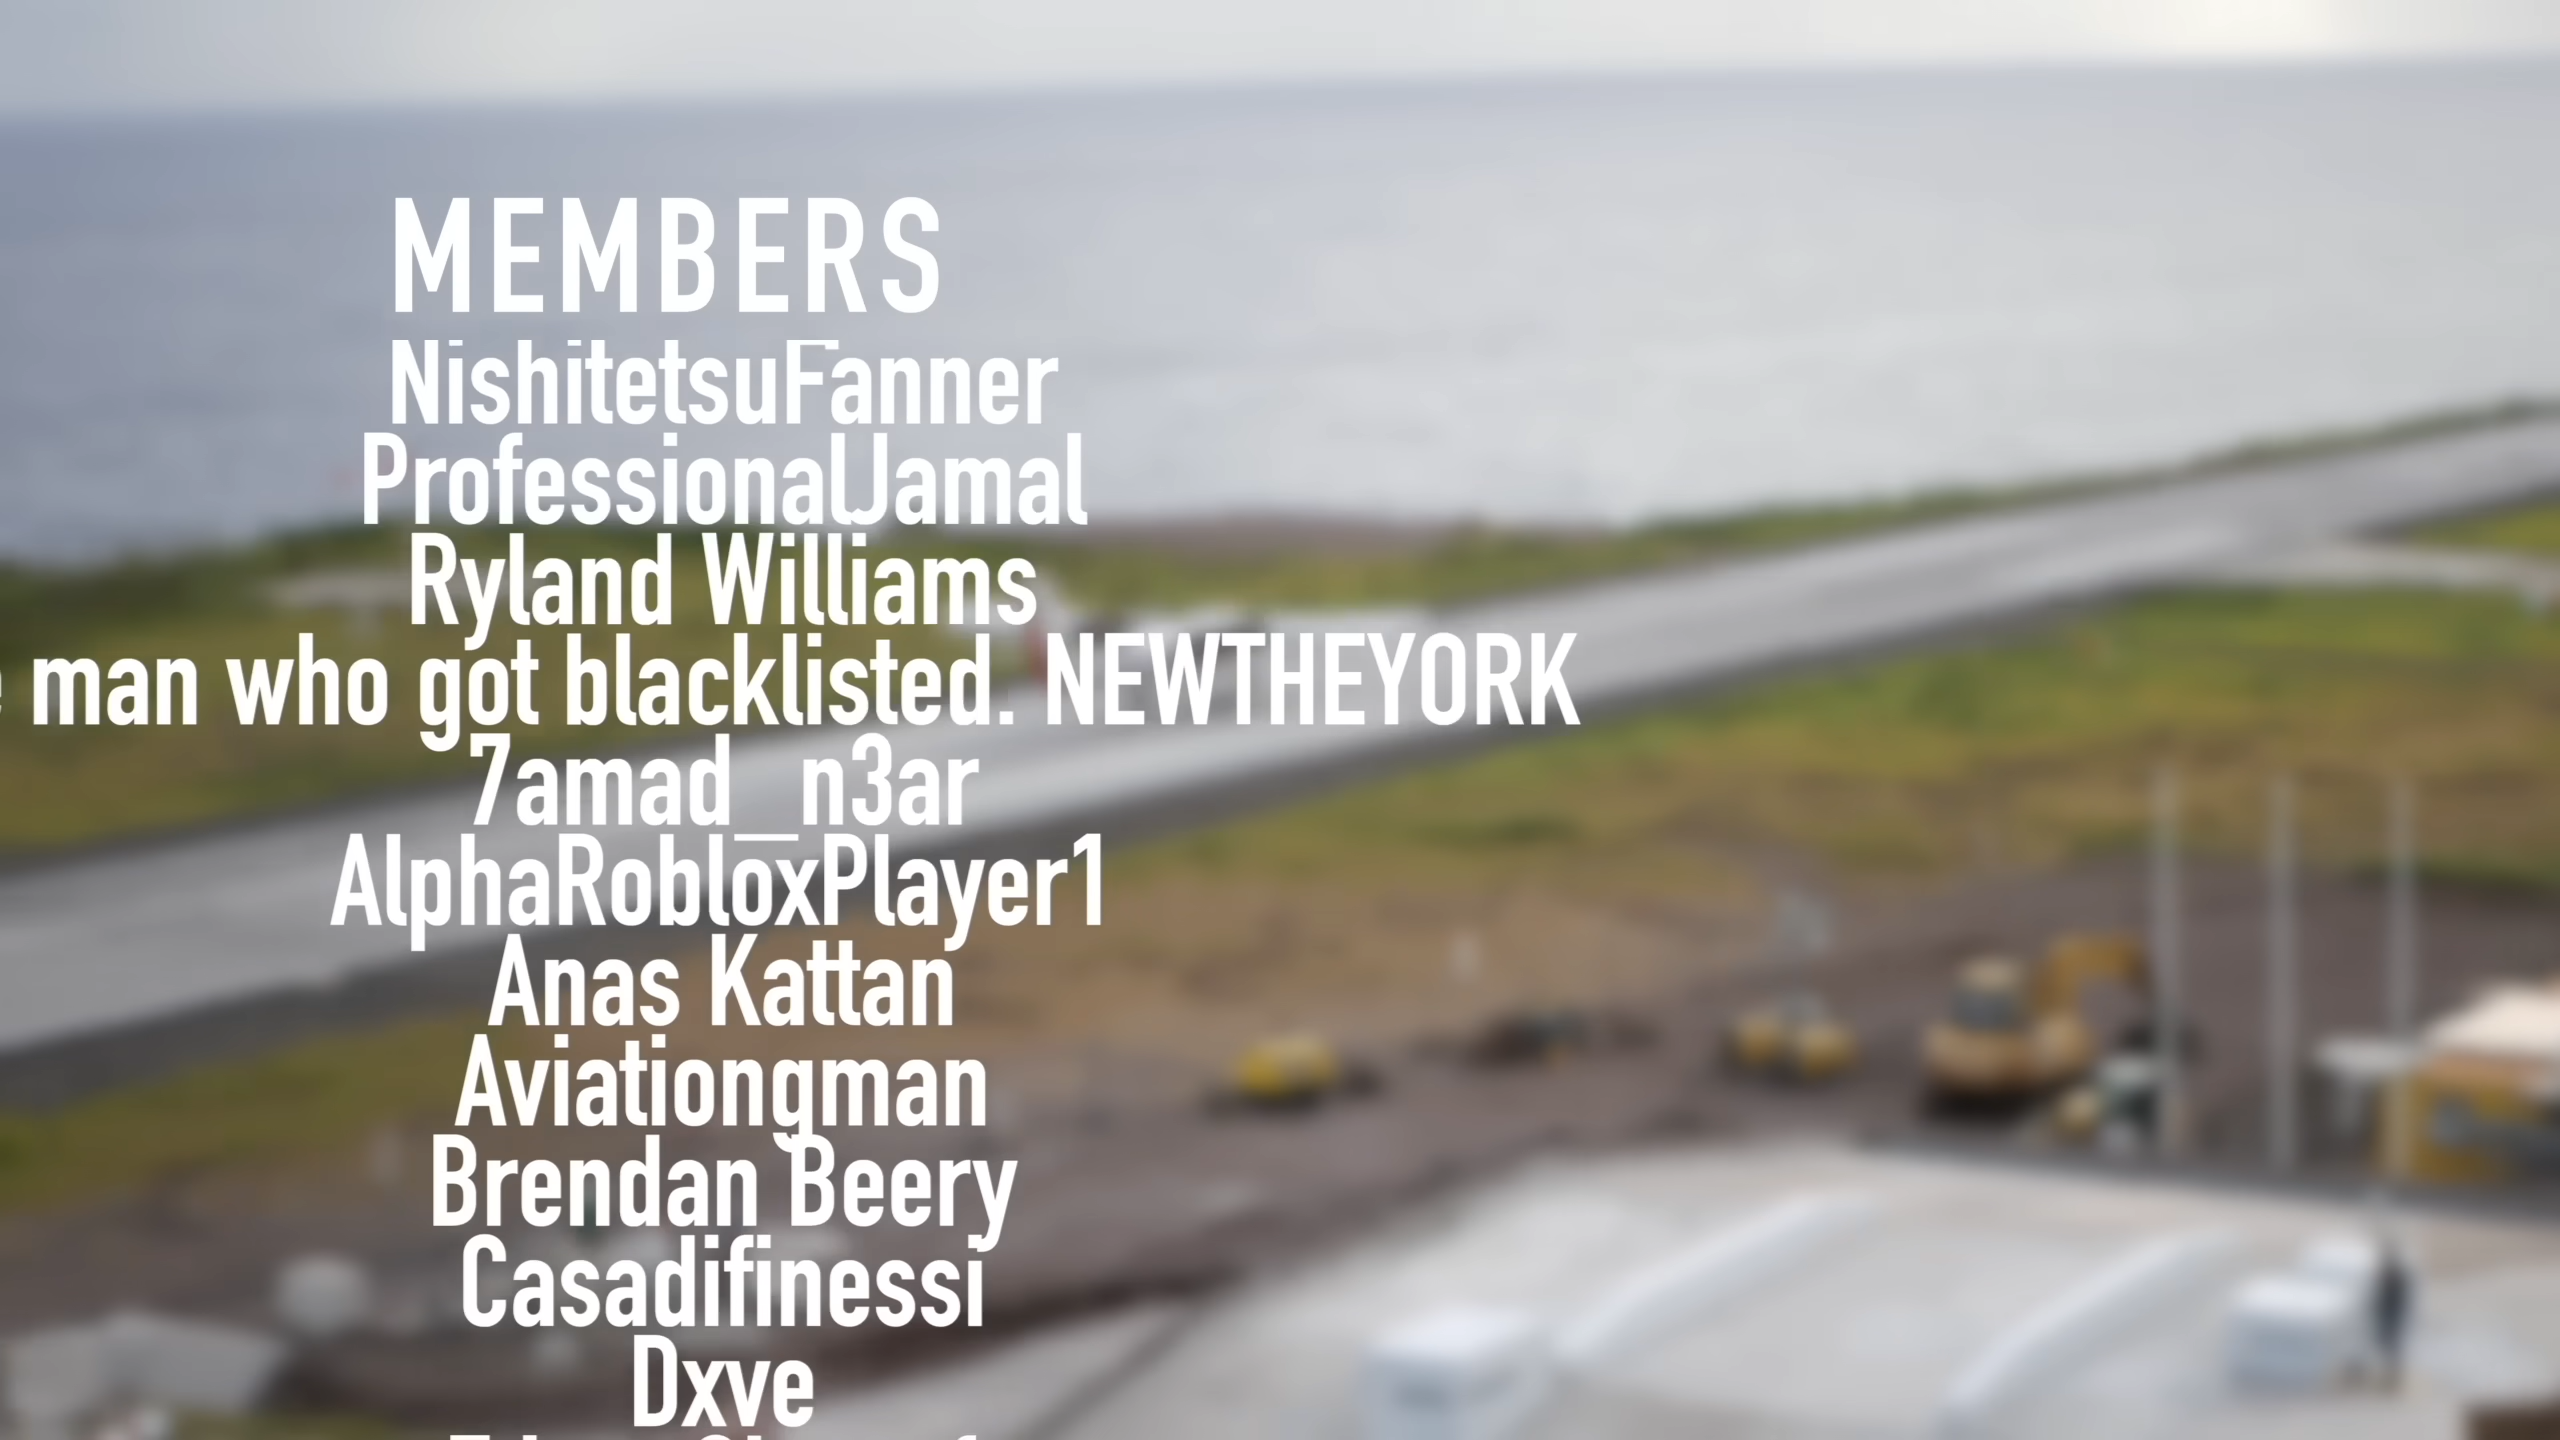 MEMBERS
NishitetsuFanner
ProfessionalJamal
Ryland Williams
man who got blacklisted. NEWTHEYORK
7amad_n3ar
AlphaRobloxPlayer1
Anas Kattan
Aviationgman
Brendan Beery
Casadifinessi
Dxve